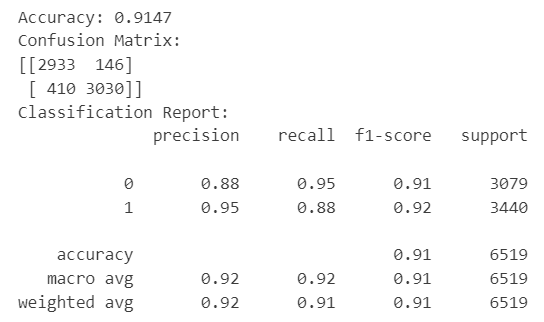 Accuracy: 0.9147
Confusion Matrix:
[[2933  146]
 [ 410 3030]]
Classification Report:
              precision    recall  f1-score   support

           0       0.88      0.95      0.91      3079
           1       0.95      0.88      0.92      3440

    accuracy                           0.91      6519
   macro avg       0.92      0.92      0.91      6519
weighted avg       0.92      0.91      0.91      6519